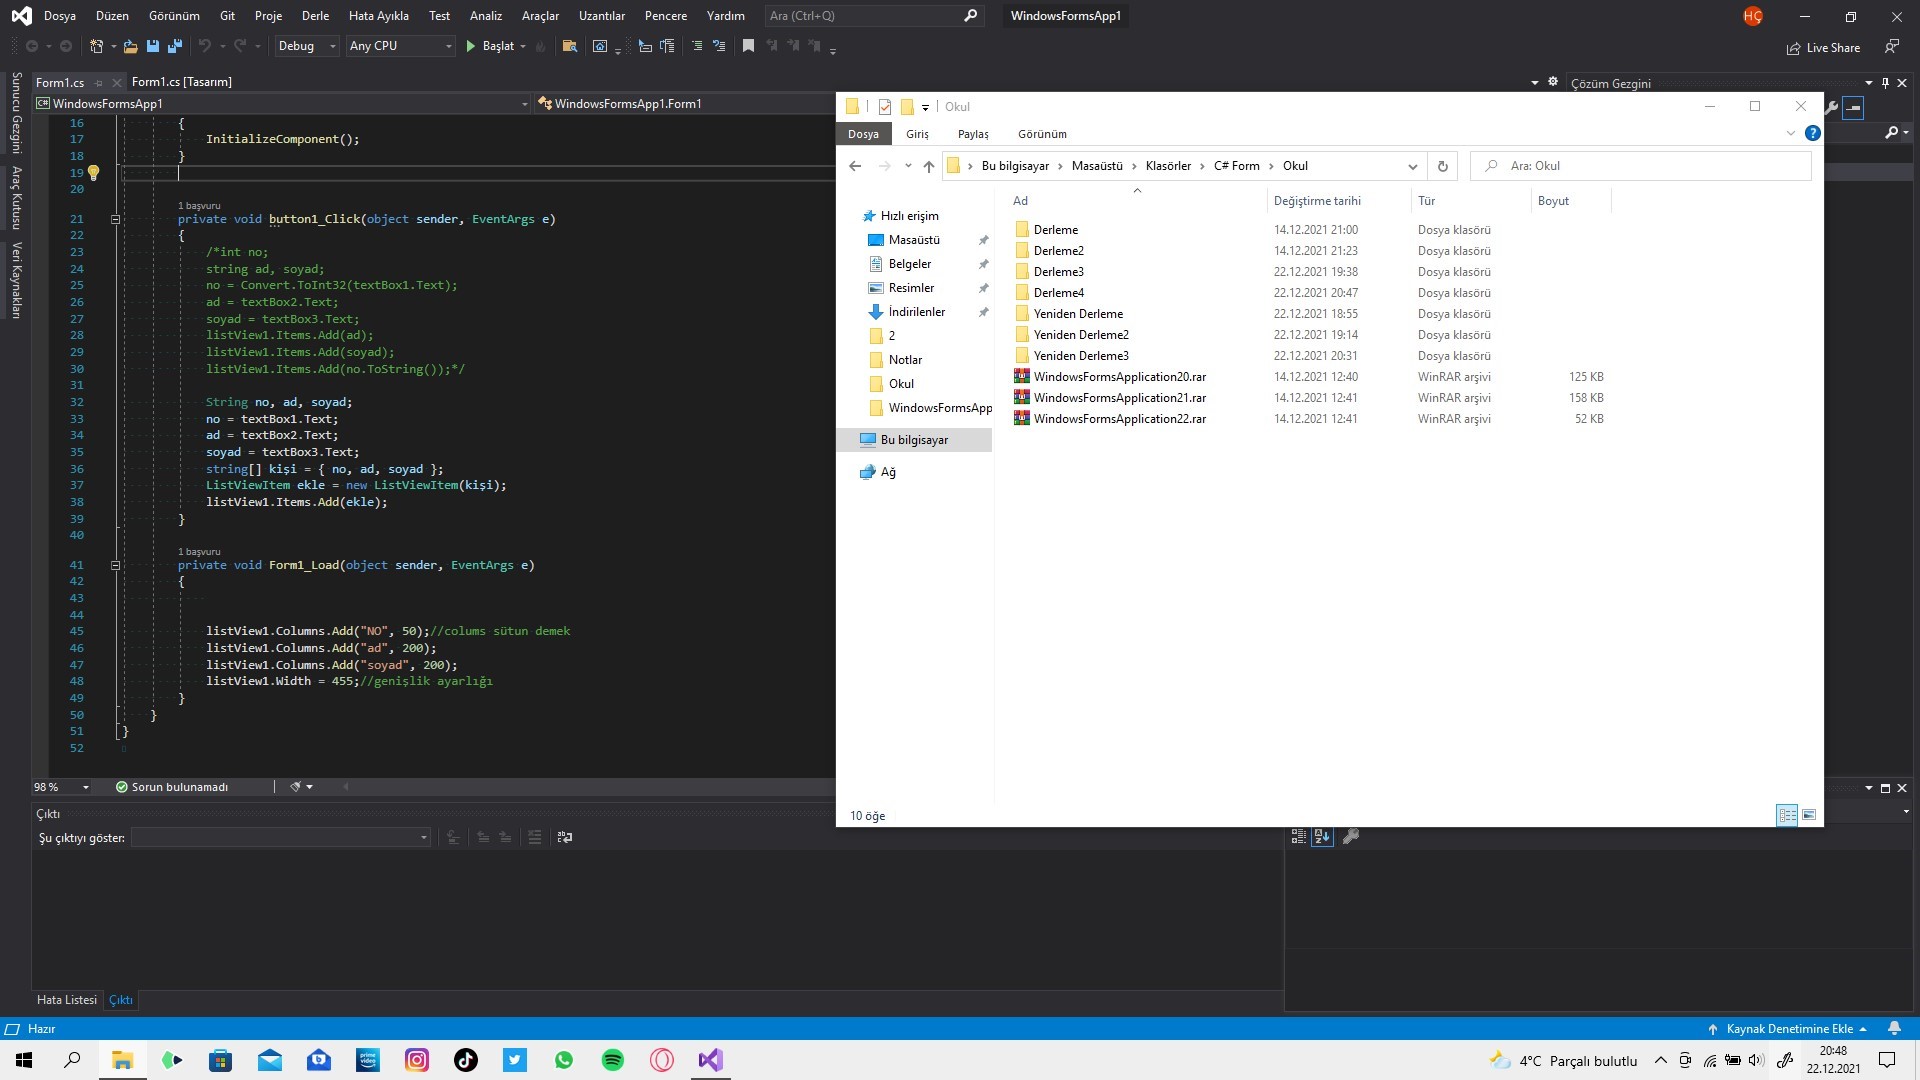 Dosya Düzen Görünüm Git Proje Derle Hata Ayıkla Test Analiz Araçlar Uzantılar Pencere Yardım Ara (Ctrl+Q) WindowsFormsApp1 HÇ
Debug Any CPU Başlat Live Share
Form1.cs Form1.cs [Tasarım] Çözüm Gezgini
WindowsFormsApp1 WindowsFormsApp1.Form1
Sunucu Gezgini
Araç Kutusu
Veri Kaynakları
16 {
17 InitializeComponent();
18 }
19
20
1 başvuru
21 private void button1_Click(object sender, EventArgs e)
22 {
23 /*int no;
24 string ad, soyad;
25 no = Convert.ToInt32(textBox1.Text);
26 ad = textBox2.Text;
27 soyad = textBox3.Text;
28 listView1.Items.Add(ad);
29 listView1.Items.Add(soyad);
30 listView1.Items.Add(no.ToString());*/
31
32 String no, ad, soyad;
33 no = textBox1.Text;
34 ad = textBox2.Text;
35 soyad = textBox3.Text;
36 string[] kişi = { no, ad, soyad };
37 ListViewItem ekle = new ListViewItem(kişi);
38 listView1.Items.Add(ekle);
39 }
40
1 başvuru
41 private void Form1_Load(object sender, EventArgs e)
42 {
43
44
45 listView1.Columns.Add("NO", 50);//colums sütun demek
46 listView1.Columns.Add("ad", 200);
47 listView1.Columns.Add("soyad", 200);
48 listView1.Width = 455;//genişlik ayarlığı
49 }
50 }
51 }
52
98 % Sorun bulunamadı
Çıktı
Şu çıktıyı göster:
Hata Listesi Çıktı
Okul
Dosya Giriş Paylaş Görünüm
Bu bilgisayar Masaüstü Klasörler C# Form Okul Ara: Okul
Hızlı erişim
Masaüstü
Belgeler
Resimler
İndirilenler
2
Notlar
Okul
WindowsFormsApp
Bu bilgisayar
Ağ
Ad Değiştirme tarihi Tür Boyut
Derleme 14.12.2021 21:00 Dosya klasörü
Derleme2 14.12.2021 21:23 Dosya klasörü
Derleme3 22.12.2021 19:38 Dosya klasörü
Derleme4 22.12.2021 20:47 Dosya klasörü
Yeniden Derleme 22.12.2021 18:55 Dosya klasörü
Yeniden Derleme2 22.12.2021 19:14 Dosya klasörü
Yeniden Derleme3 22.12.2021 20:31 Dosya klasörü
WindowsFormsApplication20.rar 14.12.2021 12:40 WinRAR arşivi 125 KB
WindowsFormsApplication21.rar 14.12.2021 12:41 WinRAR arşivi 158 KB
WindowsFormsApplication22.rar 14.12.2021 12:41 WinRAR arşivi 52 KB
10 öğe
Hazır Kaynak Denetimine Ekle
prime video
4°C Parçalı bulutlu
20:48
22.12.2021